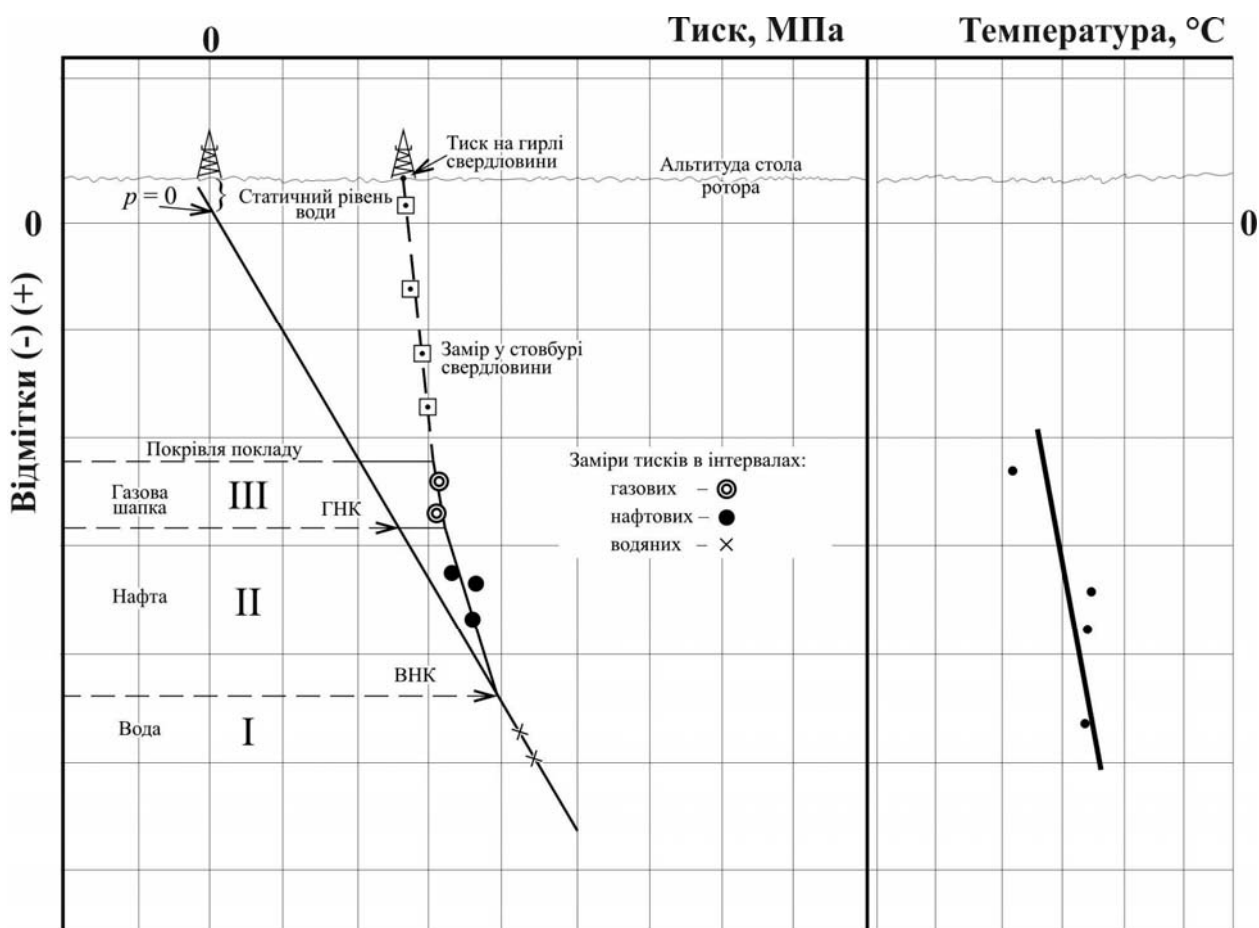 0
Тиск, МПа
Температура, °C
Тиск на гирлі
свердловини
Альтитуда стола
ротора
p = 0
Статичний рівень
води
0
0
Відмітки (-) (+)
Замір у стовбурі
свердловини
Покрівля покладу
Газова
шапка
III
ГНК
Заміри тисків в інтервалах:
газових –
нафтових –
водяних –
Нафта
II
ВНК
Вода
I